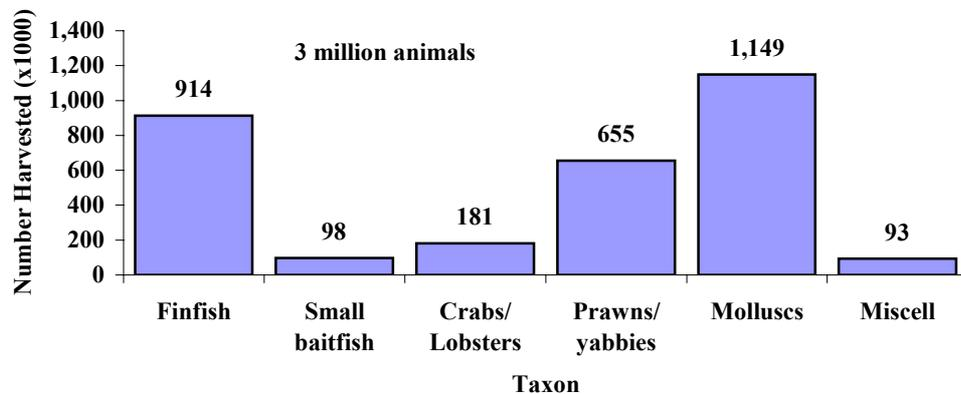 Number Harvested (x1000)
1,400
1,200
1,000
800
600
400
200
0
3 million animals
914
98
181
655
1,149
93
Finfish
Small
baitfish
Crabs/
Lobsters
Prawns/
yabbies
Molluscs
Miscell
Taxon